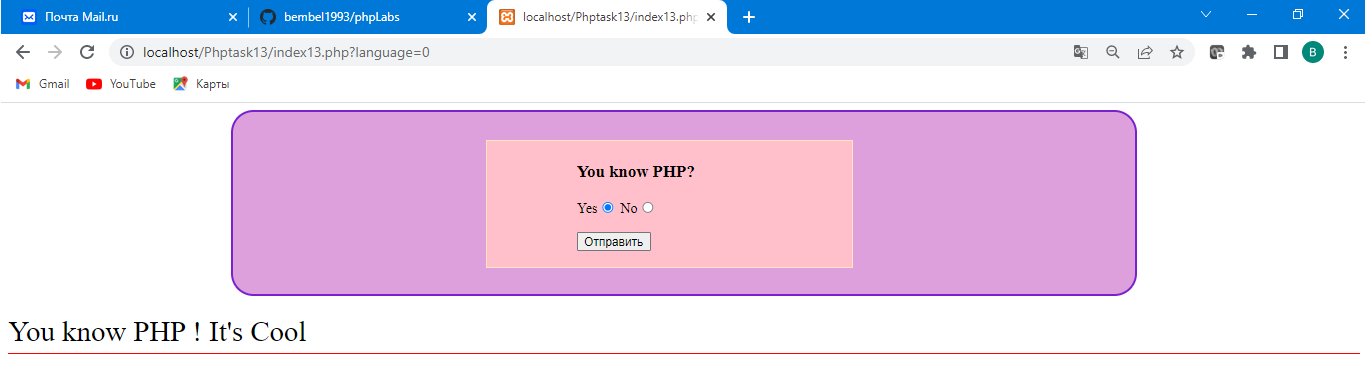 Почта Mail.ru
bembel1993/phpLabs
localhost/Phptask13/index13.php
localhost/Phptask13/index13.php?language=0
B
Gmail YouTube Карты
You know PHP?
Yes No
Отправить
You know PHP ! It's Cool